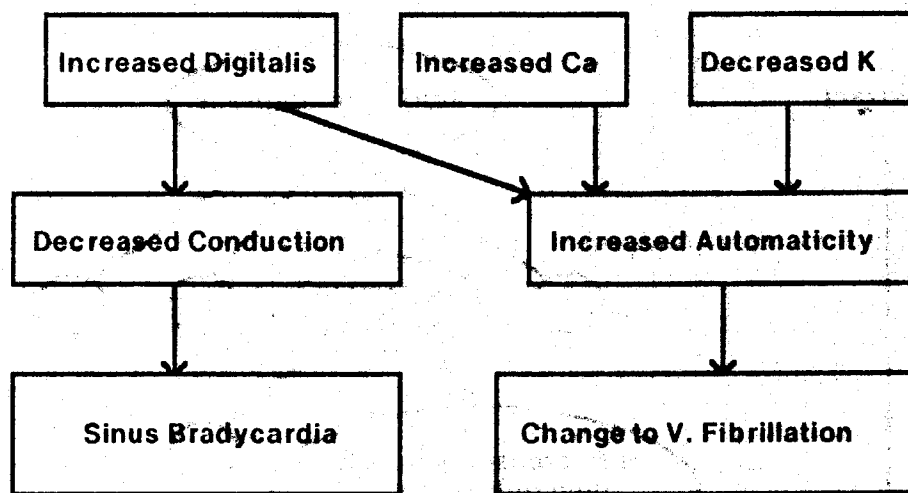 Increased Digitalis
Increased Ca
Decreased K
Decreased Conduction
Increased Automaticity
Sinus Bradycardia
Change to V. Fibrillation